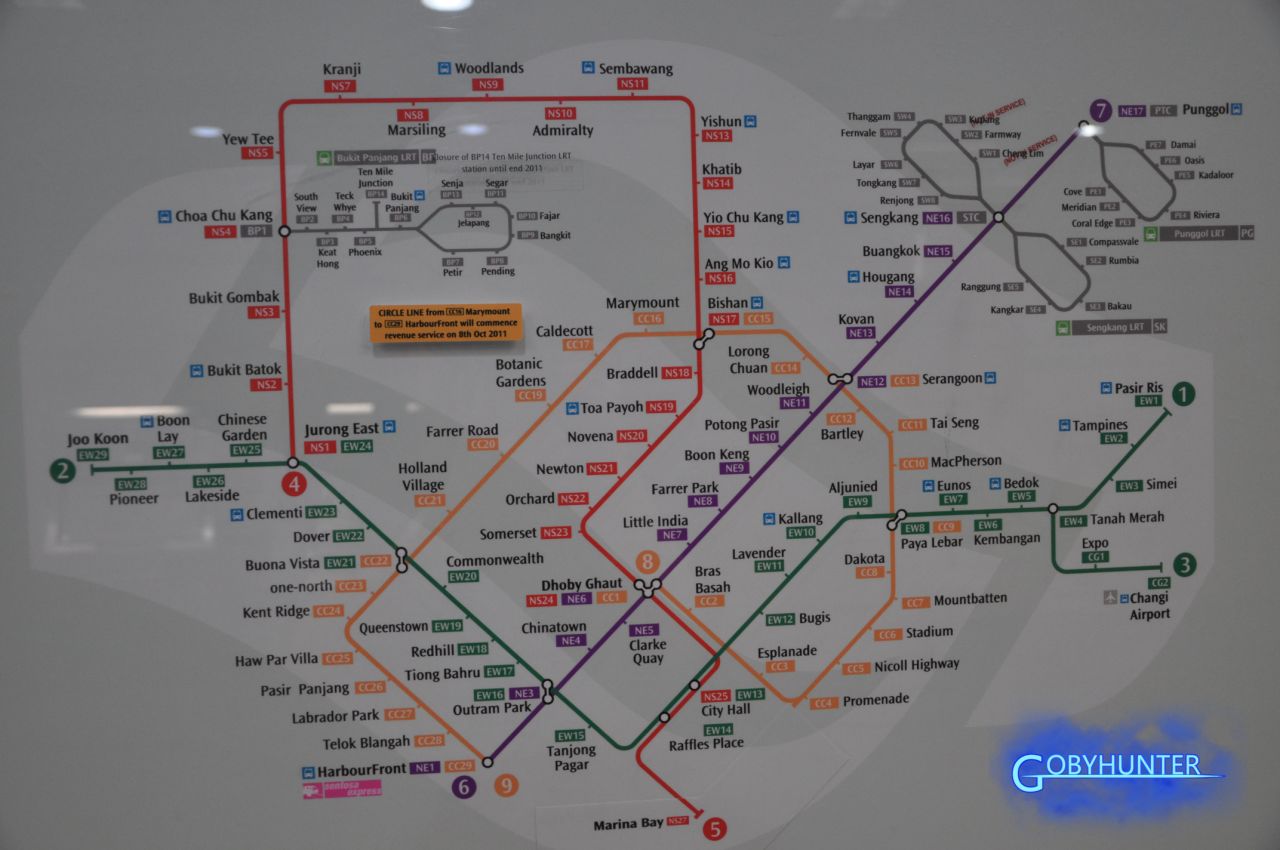 Kranji
NS7
Woodlands
NS9
Sembawang
NS11
NS8
Marsiling
NS10
Admiralty
Yew Tee
NS5
Yishun
NS13
Khatib
NS14
Yio Chu Kang
NS15
Ang Mo Kio
NS16
Bishan
NS17 CC15
Bukit Panjang LRT
closure of BP14 Ten Mile Junction LRT
station until end 2011
Ten Mile
Junction
BP14
South
View
BP2
Teck
Whye
BP4
Bukit
Panjang
BP6
Senja
BP13
Segar
BP11
BP12
Jelapang
BP10 Fajar
BP9 Bangkit
BP3
Keat
Hong
BP5
Phoenix
BP7
Petir
BP8
Pending
Choa Chu Kang
NS4 BP1
Bukit Gombak
NS3
Bukit Batok
NS2
CIRCLE LINE from CC16 Marymount
to CC29 HarbourFront will commence
revenue service on 8th Oct 2011
Thanggam SW4
Fernvale SW5
Layar SW6
Tongkang SW7
Renjong SW8
SW3 Kupang
SW2 Farmway
SW1 Cheng Lim
7 NE17 PTC Punggol
PE7 Damai
PE6 Oasis
PE5 Kadaloor
Cove PE1
Meridian PE2
Coral Edge PE3
PE4 Riviera
Punggol LRT PG
Sengkang NE16 STC
SE1 Compassvale
SE2 Rumbia
Ranggung SE5
Kangkar SE4
SE3 Bakau
Sengkang LRT SK
Buangkok NE15
Hougang
NE14
Kovan
NE13
NE12 CC13 Serangoon
Marymount
CC16
Caldecott
CC17
Botanic
Gardens
CC19
Farrer Road
CC20
Holland
Village
CC21
Lorong
Chuan CC14
Woodleigh
NE11
Potong Pasir
NE10
Boon Keng
NE9
Farrer Park
NE8
Little India
NE7
CC12
Bartley
CC11 Tai Seng
CC10 MacPherson
Braddell NS18
Toa Payoh NS19
Novena NS20
Newton NS21
Orchard NS22
Somerset NS23
Joo Koon
EW29
2
Boon
Lay
EW27
Chinese
Garden
EW25
Jurong East
NS1 EW24
4
EW28
Pioneer
EW26
Lakeside
Clementi EW23
Dover EW22
Buona Vista EW21 CC22
Commonwealth
EW20
Queenstown EW19
Redhill EW18
Tiong Bahru EW17
EW16 NE3
Outram Park
EW15
Tanjong
Pagar
one-north CC23
Kent Ridge CC24
Haw Par Villa CC25
Pasir Panjang CC26
Labrador Park CC27
Telok Blangah CC28
HarbourFront NE1 CC29
sentosa
express
6 9
8
Dhoby Ghaut
NS24 NE6 CC1
Chinatown
NE4
NE5
Clarke
Quay
Bras
Basah
CC2
Esplanade
CC3
CC4 Promenade
CC5 Nicoll Highway
CC6 Stadium
CC7 Mountbatten
Dakota
CC8
NS25 EW13
City Hall
EW14
Raffles Place
Marina Bay NS27
5
EW12 Bugis
Lavender
EW11
Kallang
EW10
Aljunied
EW9
EW8 CC9
Paya Lebar
Eunos
EW7
EW6
Kembangan
Bedok
EW5
EW4 Tanah Merah
EW3 Simei
Tampines
EW2
Pasir Ris
EW1
1
Expo
CG1
CG2
3
Changi
Airport
GOBYHUNTER